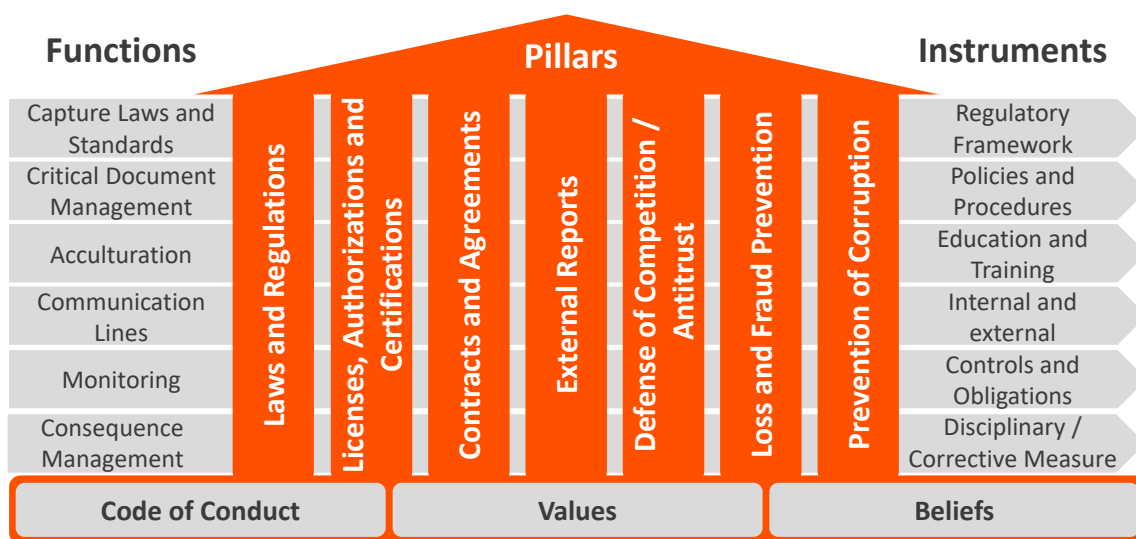 Functions
Pillars
Instruments
Capture Laws and
Standards
Critical Document
Management
Acculturation
Communication
Lines
Monitoring
Consequence
Management
Laws and Regulations
Licenses, Authorizations and
Certifications
Contracts and Agreements
External Reports
Defense of Competition /
Antitrust
Loss and Fraud Prevention
Prevention of Corruption
Regulatory
Framework
Policies and
Procedures
Education and
Training
Internal and
external
Controls and
Obligations
Disciplinary /
Corrective Measure
Code of Conduct
Values
Beliefs